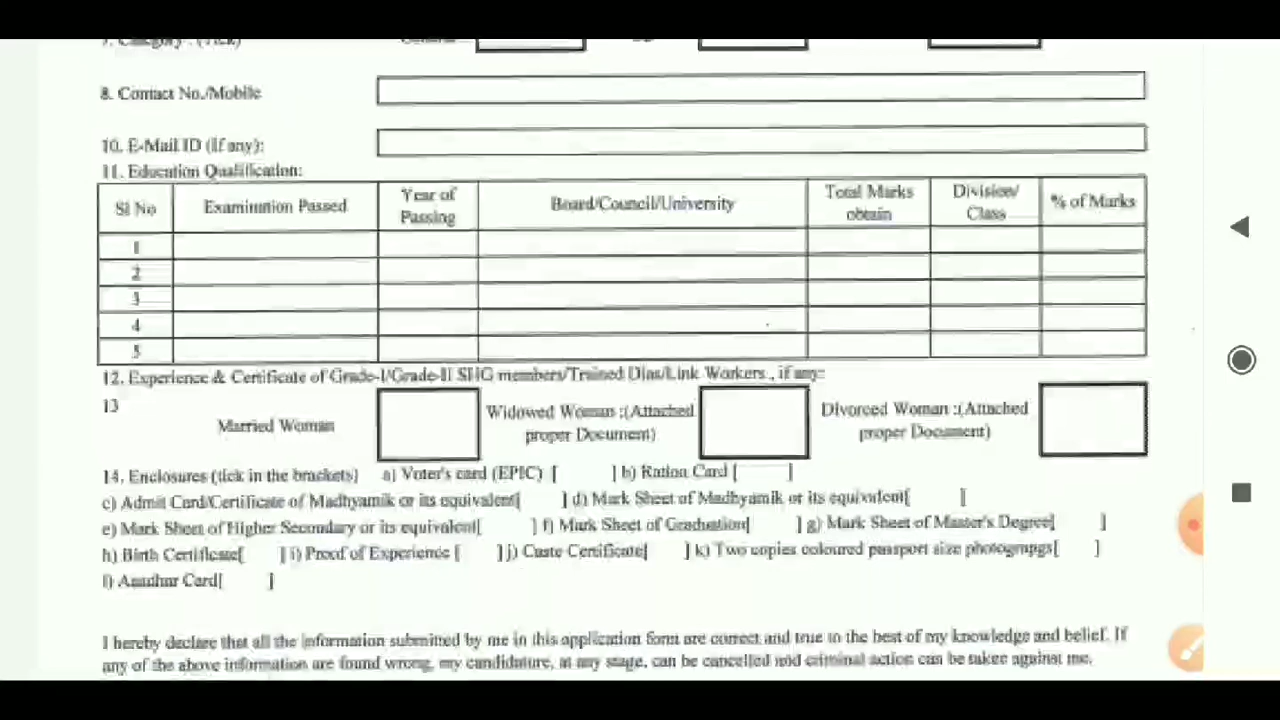 8. Contact No./Mobile
10. E-Mail ID (If any):
11. Education Qualification:
Sl No Examination Passed Year of Passing Board/Council/University Total Marks obtain Division/ Class % of Marks
1
2
3
4
5
12. Experience & Certificate of Grade-I/Grade-II SHG members/Trained Dias/Link Workers , if any:
13
Married Woman Widowed Woman :(Attached proper Document) Divorced Woman :(Attached proper Document)
14. Enclosures (tick in the brackets) a) Voter's card (EPIC) [ ] b) Ration Card [ ]
c) Admit Card/Certificate of Madhyamik or its equivalent[ ] d) Mark Sheet of Madhyamik or its equivalent[ ]
e) Mark Sheet of Higher Secondary or its equivalent[ ] f) Mark Sheet of Graduation[ ] g) Mark Sheet of Master's Degree[ ]
h) Birth Certificate[ ] i) Proof of Experience [ ] j) Caste Certificate[ ] k) Two copies coloured passport size [ ]
l) Aaadhar Card[ ]
I hereby declare that all the information submitted by me in this application form are correct and true to the best of my knowledge and belief. If
any of the above information are found wrong, my candidature, at any stage, can be cancelled and criminal action can be taken against me.